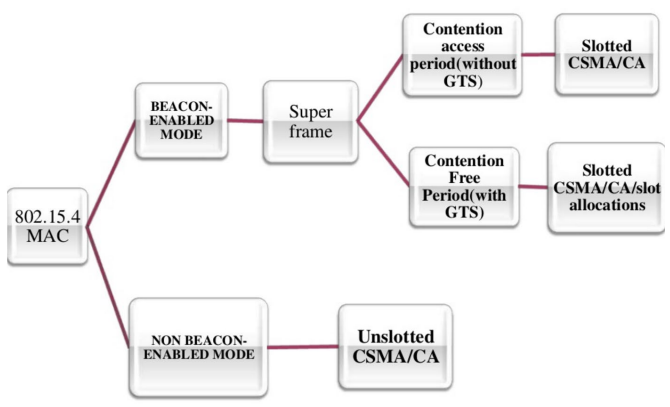 802.15.4
MAC
BEACON-
ENABLED
MODE
Super
frame
Contention
access
period(without
GTS)
Slotted
CSMA/CA
Contention
Free
Period(with
GTS)
Slotted
CSMA/CA/slot
allocations
NON BEACON-
ENABLED MODE
Unslotted
CSMA/CA